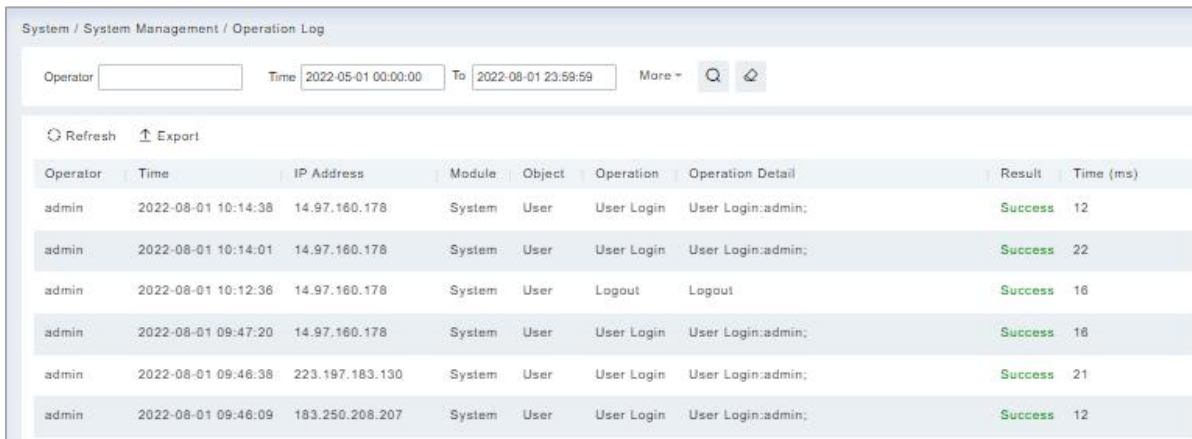 System / System Management / Operation Log
Operator Time 2022-05-01 00:00:00 To 2022-08-01 23:59:59 More
Refresh Export
Operator Time IP Address Module Object Operation Operation Detail Result Time (ms)
admin 2022-08-01 10:14:38 14.97.160.178 System User User Login User Login:admin; Success 12
admin 2022-08-01 10:14:01 14.97.160.178 System User User Login User Login:admin; Success 22
admin 2022-08-01 10:12:36 14.97.160.178 System User Logout Logout Success 16
admin 2022-08-01 09:47:20 14.97.160.178 System User User Login User Login:admin; Success 16
admin 2022-08-01 09:46:38 223.197.183.130 System User User Login User Login:admin; Success 21
admin 2022-08-01 09:46:09 183.250.208.207 System User User Login User Login:admin; Success 12